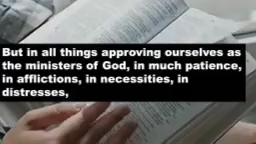 But in all things approving ourselves as
the ministers of God, in much patience,
in afflictions, in necessities, in
distresses,